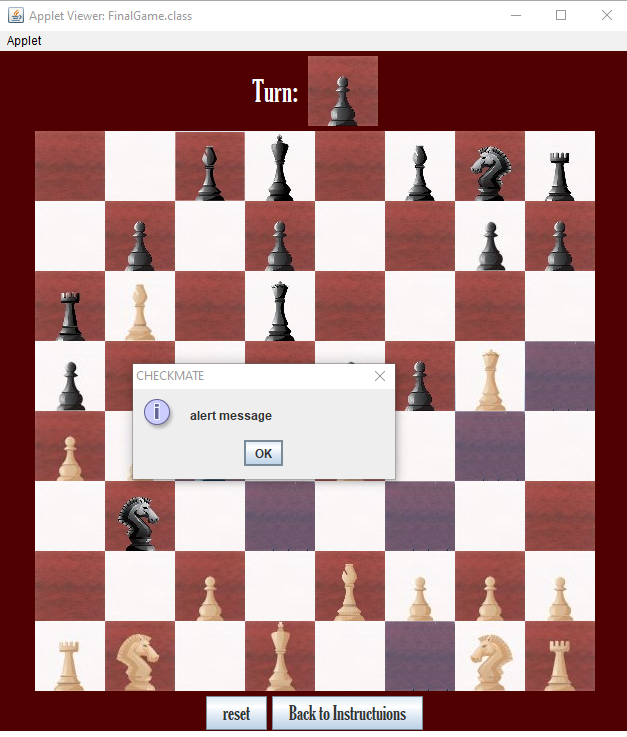 Applet Viewer: FinalGame.class
Applet
Turn:
CHECKMATE
alert message
OK
reset
Back to Instructuions